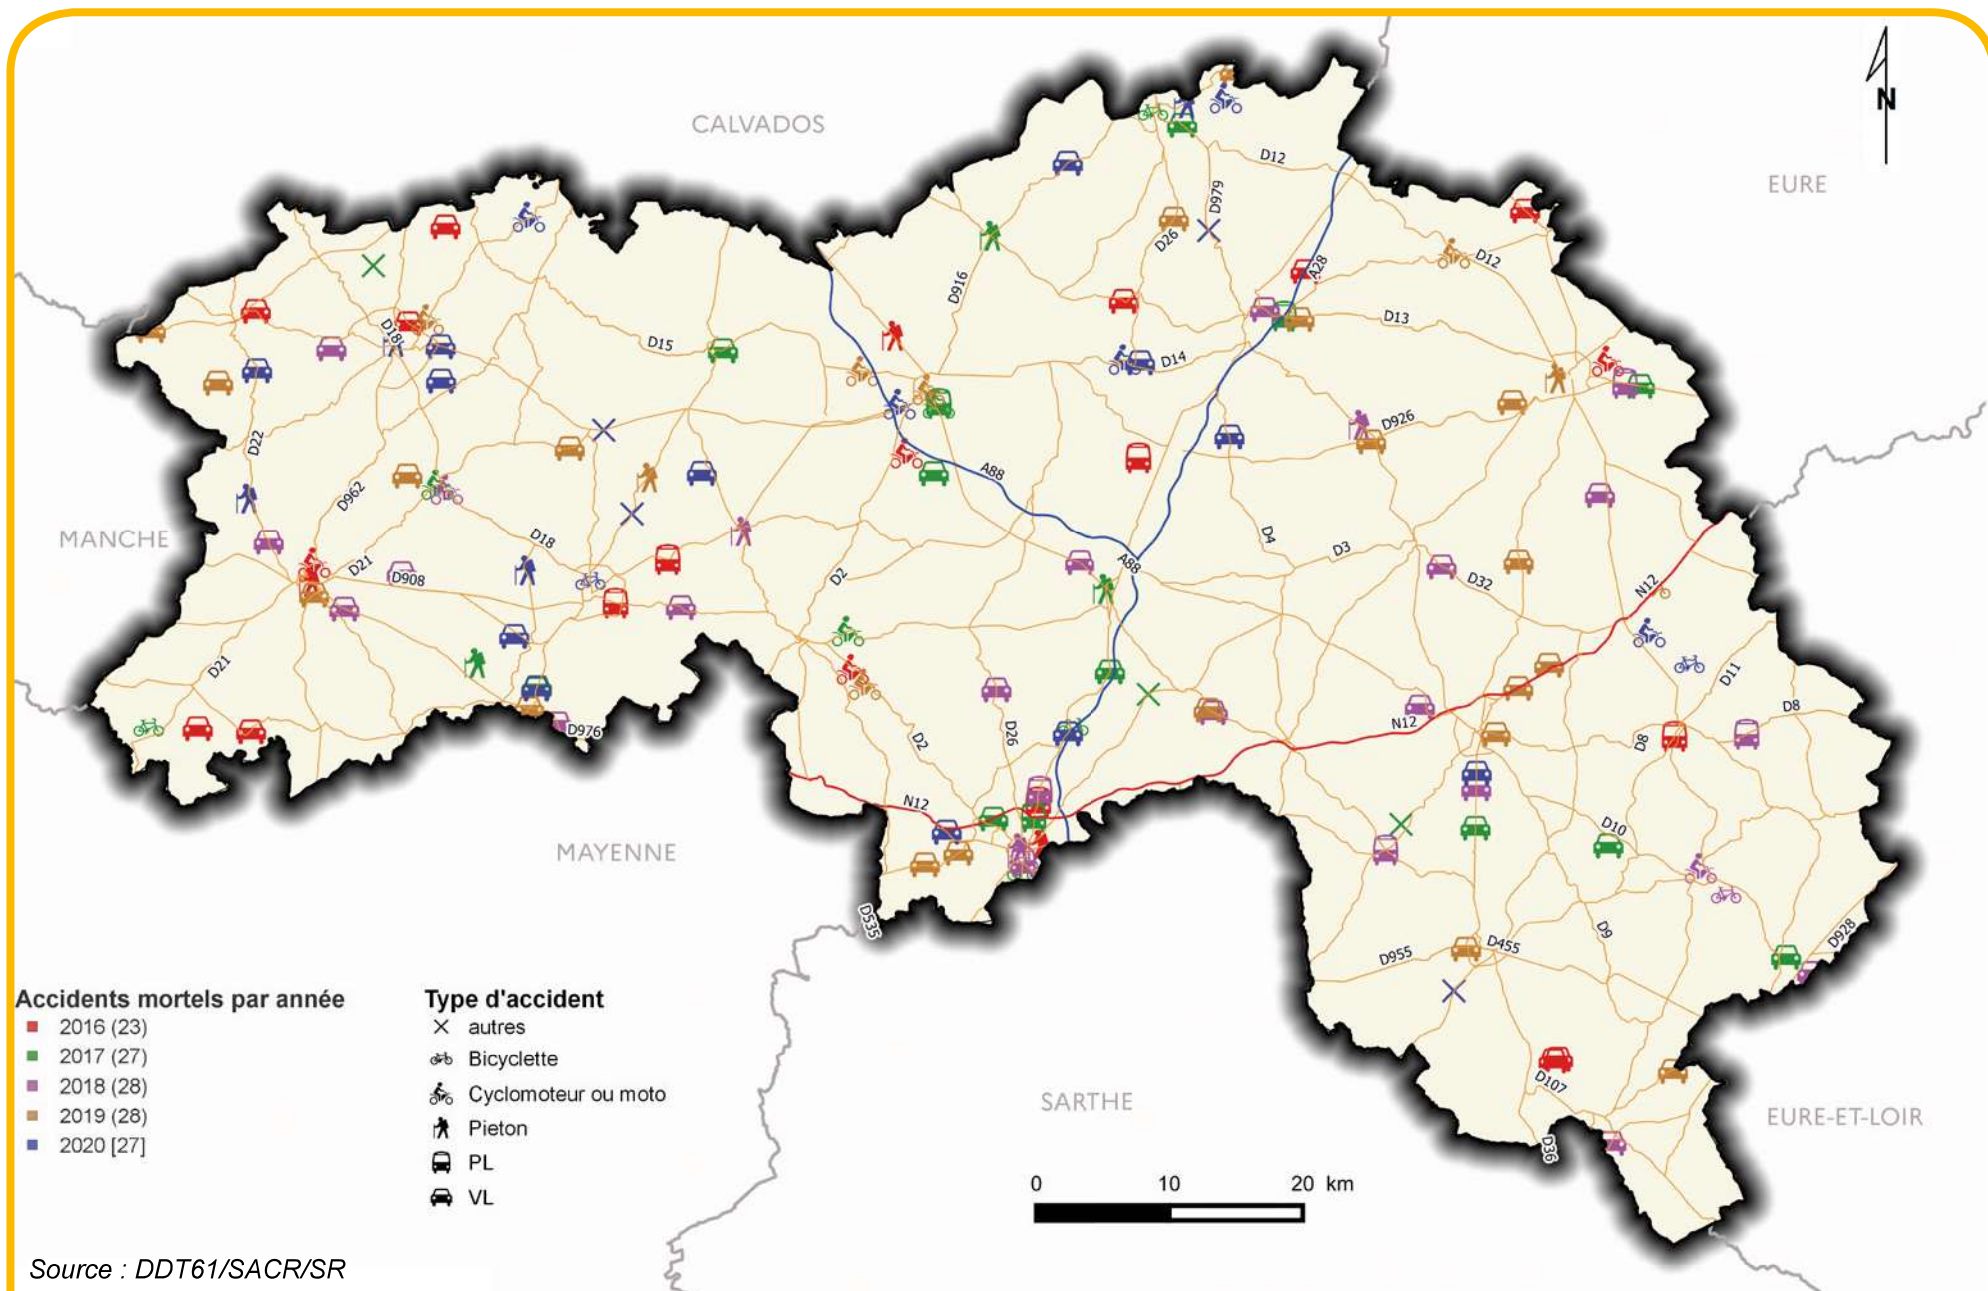 N
CALVADOS
EURE
D12
D979
D26
D12
A28
D916
D13
D18
D15
D14
D926
D22
A88
D962
MANCHE
D18
D4
D3
D21
D908
A88
D2
D32
N12
D21
D11
D976
D2
D26
N12
D8
D8
N12
D10
MAYENNE
D535
D9
D928
D955
D455
Accidents mortels par année
2016 (23)
2017 (27)
2018 (28)
2019 (28)
2020 [27]
Type d'accident
autres
Bicyclette
Cyclomoteur ou moto
Pieton
PL
VL
D107
SARTHE
EURE-ET-LOIR
D36
0 10 20 km
Source : DDT61/SACR/SR